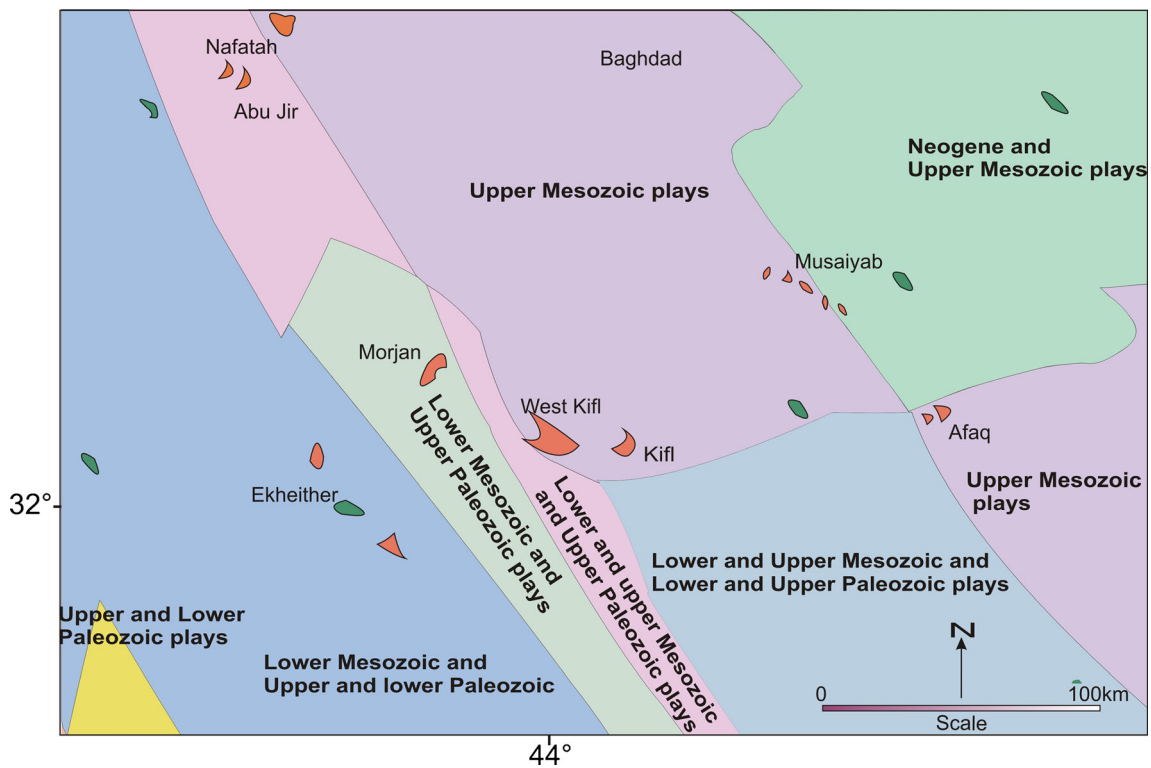 Nafatah
Baghdad
Abu Jir
Neogene and
Upper Mesozoic plays
Upper Mesozoic plays
Musaiyab
Morjan
West Kifl
Kifl
Afaq
Lower Mesozoic and
Upper Paleozoic plays
Upper Mesozoic
plays
Ekheither
32°
Lower and upper Mesozoic
and Upper Paleozoic plays
Lower and Upper Mesozoic and
Lower and Upper Paleozoic plays
Upper and Lower
Paleozoic plays
Lower Mesozoic and
Upper and lower Paleozoic
N
0 100km
Scale
44°